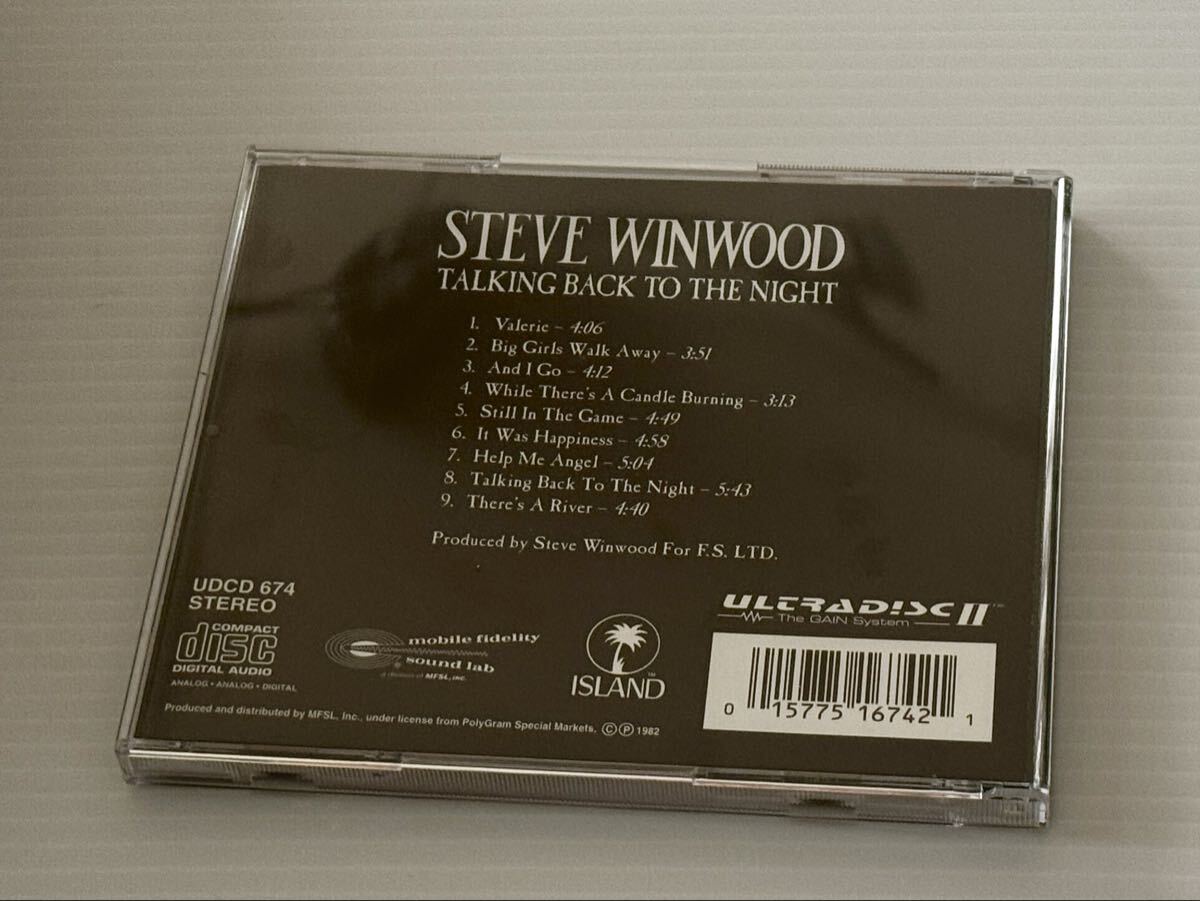 STEVE WINWOOD
TALKING BACK TO THE NIGHT
1. Valerie – 4:06
2. Big Girls Walk Away – 3:51
3. And I Go – 4:12
4. While There's A Candle Burning – 3:13
5. Still In The Game – 4:49
6. It Was Happiness – 4:58
7. Help Me Angel – 5:04
8. Talking Back To The Night – 5:43
9. There's A River – 4:40
Produced by Steve Winwood For F.S. LTD.
UDCD 674
STEREO
COMPACT
disc
DIGITAL AUDIO
ANALOG • ANALOG • DIGITAL
mobile fidelity
sound lab
a division of MFSL, INC.
ISLAND
ULTRADISC II™
The GAIN System
0 15775 16742 1
Produced and distributed by MFSL, Inc., under license from PolyGram Special Markets. ©℗ 1982